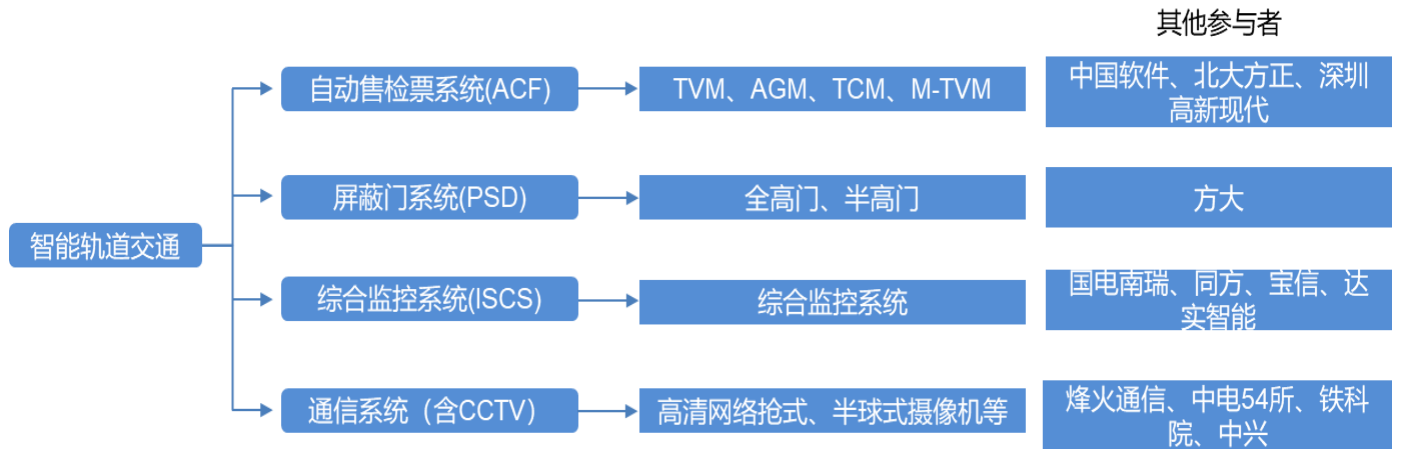 其他参与者
自动售检票系统(ACF)
TVM、AGM、TCM、M-TVM
中国软件、北大方正、深圳
高新现代
屏蔽门系统(PSD)
全高门、半高门
方大
智能轨道交通
综合监控系统(ISCS)
综合监控系统
国电南瑞、同方、宝信、达
实智能
通信系统（含CCTV）
高清网络抢式、半球式摄像机等
烽火通信、中电54所、铁科
院、中兴